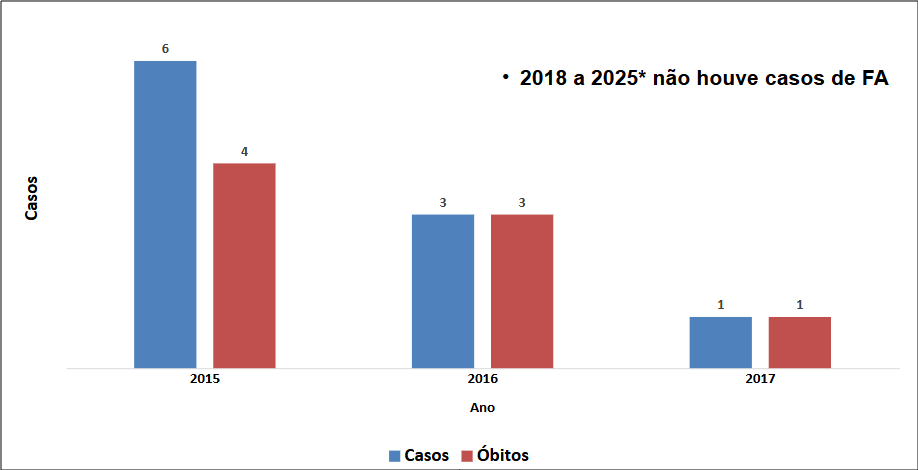 6
• 2018 a 2025* não houve casos de FA
4
3 3
1 1
Casos
2015 2016 2017
Ano
Casos Óbitos